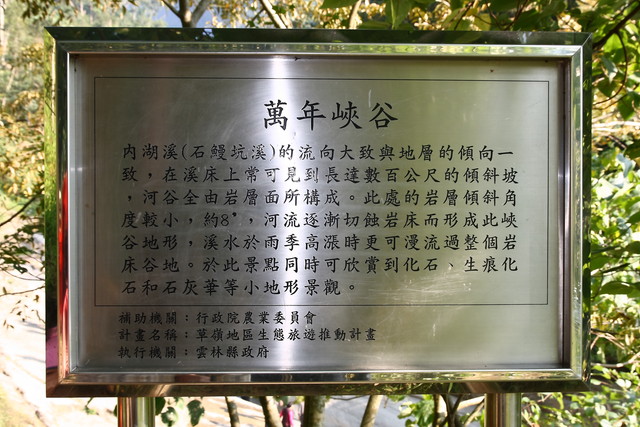 萬年峽谷
內湖溪(石鰻坑溪)的流向大致與地層的傾向一
致，在溪床上常可見到長達數百公尺的傾斜坡
，河谷全由岩層面所構成。此處的岩層傾斜角
度較小，約8°，河流逐漸切蝕岩床而形成此峽
谷地形，溪水於雨季高漲時更可漫流過整個岩
床谷地。於此景點同時可欣賞到化石、生痕化
石和石灰華等小地形景觀。
補助機關：行政院農業委員會
計畫名稱：草嶺地區生態旅遊推動計畫
執行機關：雲林縣政府